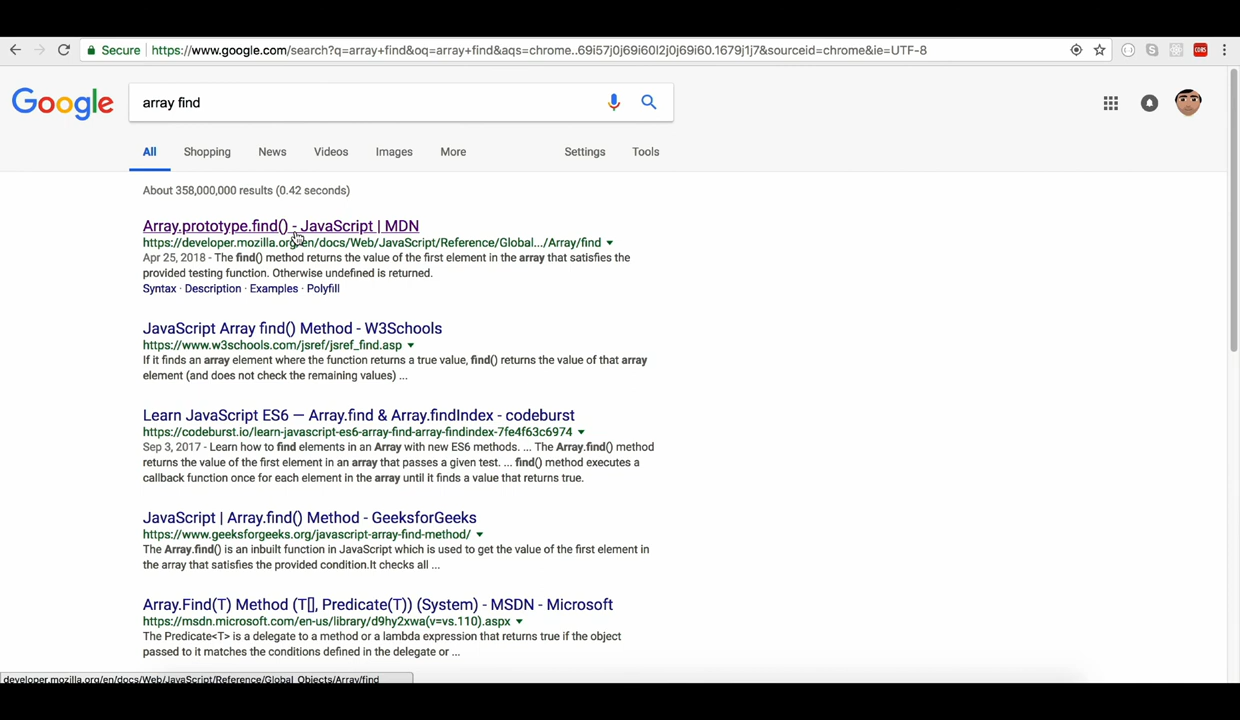 Secure https://www.google.com/search?q=array+find&oq=array+find&aqs=chrome..69i57j0j69i60l2j0j69i60.1679j1j7&sourceid=chrome&ie=UTF-8
Google array find
All Shopping News Videos Images More Settings Tools
About 358,000,000 results (0.42 seconds)
Array.prototype.find() - JavaScript | MDN
https://developer.mozilla.org/en/docs/Web/JavaScript/Reference/Global.../Array/find
Apr 25, 2018 - The find() method returns the value of the first element in the array that satisfies the
provided testing function. Otherwise undefined is returned.
Syntax · Description · Examples · Polyfill
JavaScript Array find() Method - W3Schools
https://www.w3schools.com/jsref/jsref_find.asp
If it finds an array element where the function returns a true value, find() returns the value of that array
element (and does not check the remaining values) ...
Learn JavaScript ES6 — Array.find & Array.findIndex - codeburst
https://codeburst.io/learn-javascript-es6-array-find-array-findindex-7fe4f63c6974
Sep 3, 2017 - Learn how to find elements in an Array with new ES6 methods. ... The Array.find() method
returns the value of the first element in an array that passes a given test. ... find() method executes a
callback function once for each element in the array until it finds a value that returns true.
JavaScript | Array.find() Method - GeeksforGeeks
https://www.geeksforgeeks.org/javascript-array-find-method/
The Array.find() is an inbuilt function in JavaScript which is used to get the value of the first element in
the array that satisfies the provided condition.It checks all ...
Array.Find(T) Method (T[], Predicate(T)) (System) - MSDN - Microsoft
https://msdn.microsoft.com/en-us/library/d9hy2xwa(v=vs.110).aspx
The Predicate<T> is a delegate to a method or a lambda expression that returns true if the object
passed to it matches the conditions defined in the delegate or ...
developer.mozilla.org/en/docs/Web/JavaScript/Reference/Global_Objects/Array/find